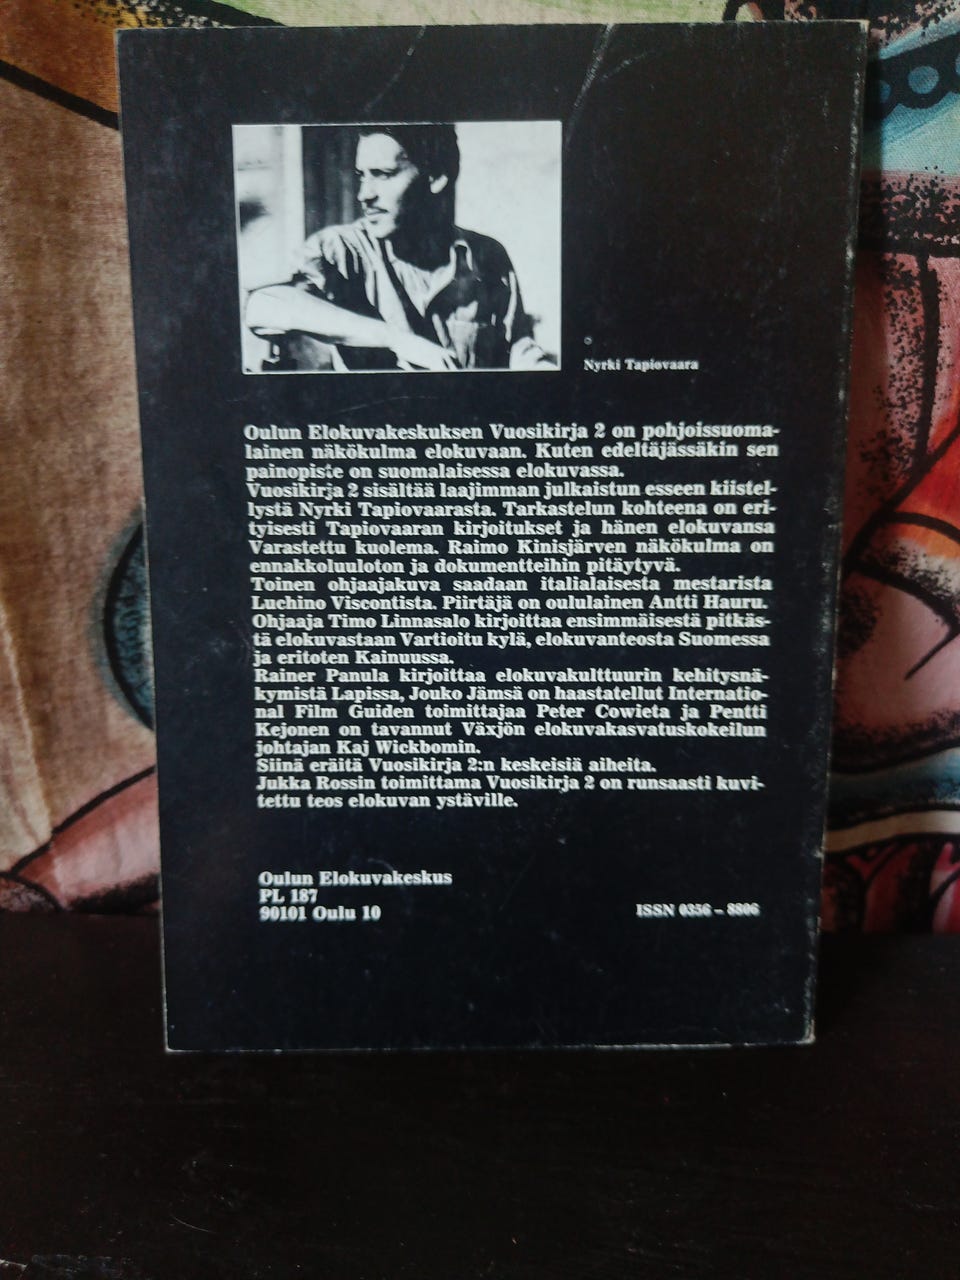 Nyrki Tapiovaara
Oulun Elokuvakeskuksen Vuosikirja 2 on pohjoissuoma-
lainen näkökulma elokuvaan. Kuten edeltäjässäkin sen
painopiste on suomalaisessa elokuvassa.
Vuosikirja 2 sisältää laajimman julkaistun esseen kiistel-
lystä Nyrki Tapiovaarasta. Tarkastelun kohteena on eri-
tyisesti Tapiovaaran kirjoitukset ja hänen elokuvansa
Varastettu kuolema. Raimo Kinisjärven näkökulma on
ennakkoluuloton ja dokumentteihin pitäytyvä.
Toinen ohjaajakuva saadaan italialaisesta mestarista
Luchino Viscontista. Piirtäjä on oululainen Antti Hauru.
Ohjaaja Timo Linnasalo kirjoittaa ensimmäisestä pitkäs-
tä elokuvastaan Vartioitu kylä, elokuvanteosta Suomessa
ja eritoten Kainuussa.
Rainer Panula kirjoittaa elokuvakulttuurin kehitysnä-
kymistä Lapissa, Jouko Jämsä on haastatellut Internatio-
nal Film Guiden toimittajaa Peter Cowieta ja Pentti
Kejonen on tavannut Växjön elokuvakasvatuskokeilun
johtajan Kaj Wickbomin.
Siinä eräitä Vuosikirja 2:n keskeisiä aiheita.
Jukka Rossin toimittama Vuosikirja 2 on runsaasti kuvi-
tettu teos elokuvan ystäville.
Oulun Elokuvakeskus
PL 187
90101 Oulu 10
ISSN 0356 – 8806